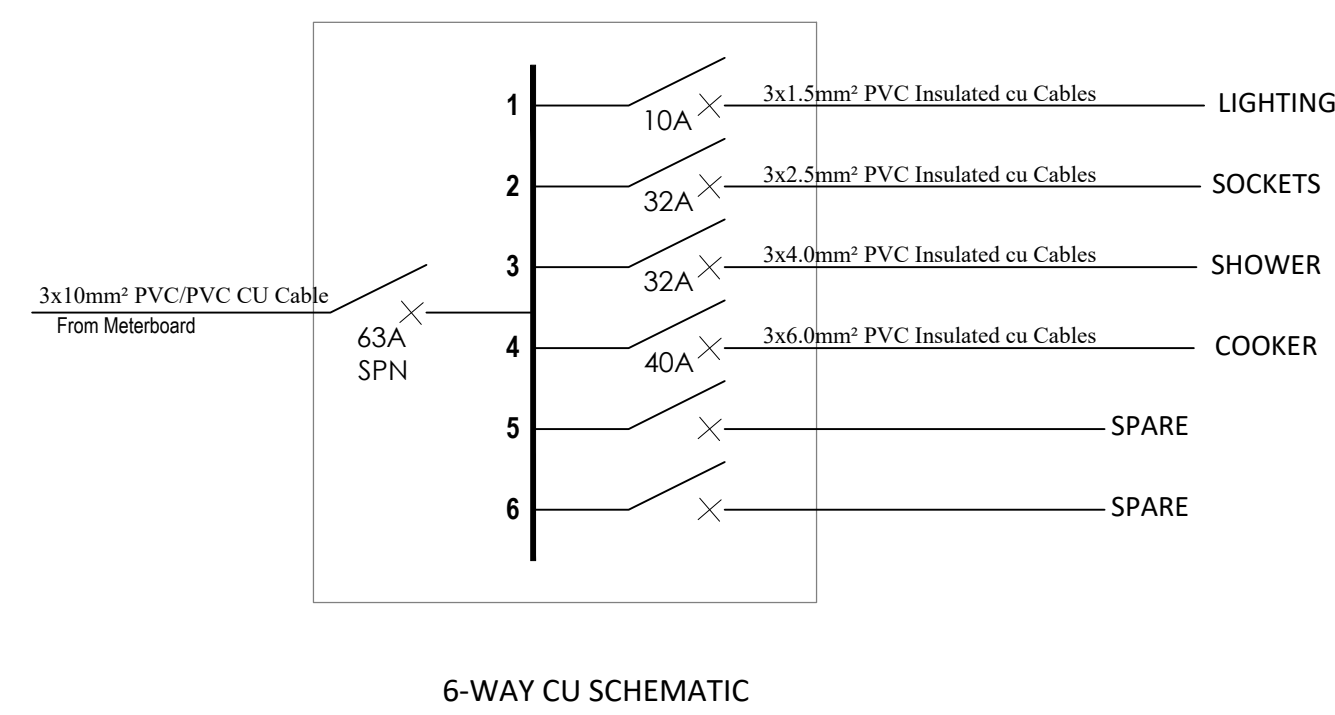 1
10A
3x1.5mm² PVC Insulated cu Cables
LIGHTING
2
32A
3x2.5mm² PVC Insulated cu Cables
SOCKETS
3
32A
3x4.0mm² PVC Insulated cu Cables
SHOWER
3x10mm² PVC/PVC CU Cable
From Meterboard
63A
SPN
4
40A
3x6.0mm² PVC Insulated cu Cables
COOKER
5
SPARE
6
SPARE
6-WAY CU SCHEMATIC